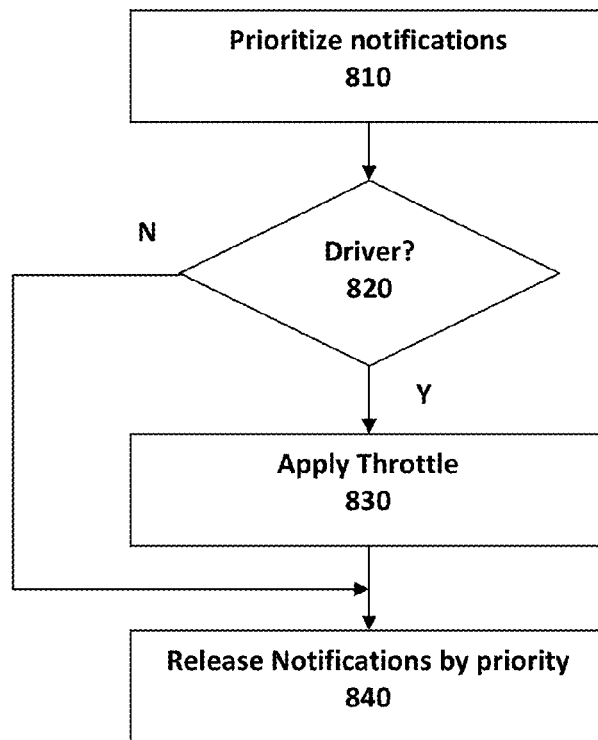 Prioritize notifications
810
N
Driver?
820
Y
Apply Throttle
830
Release Notifications by priority
840